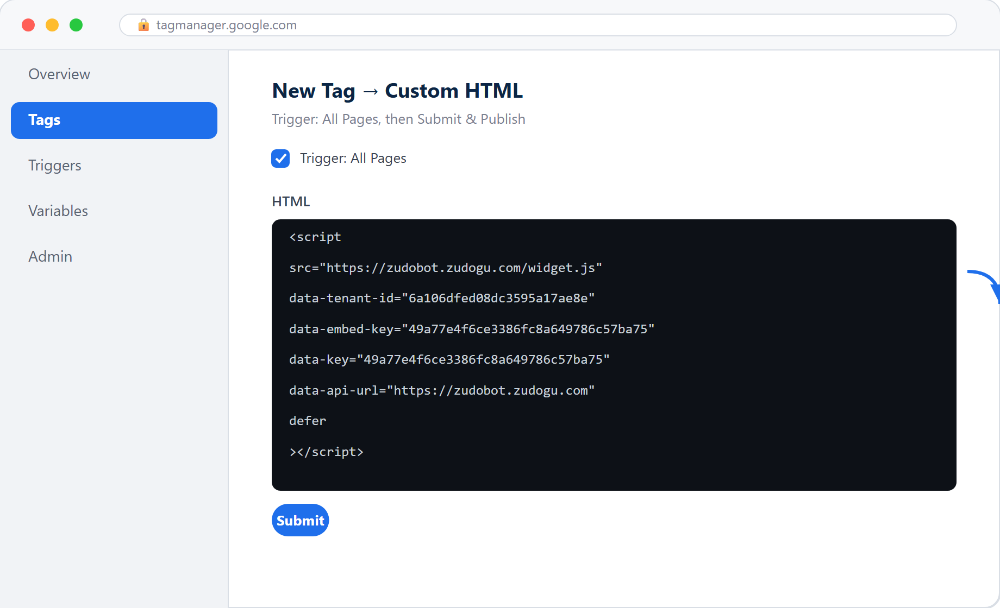 tagmanager.google.com
Overview
Tags
Triggers
Variables
Admin
New Tag → Custom HTML
Trigger: All Pages, then Submit & Publish
Trigger: All Pages
HTML
<script
src="https://zudobot.zudogu.com/widget.js"
data-tenant-id="6a106dfed08dc3595a17ae8e"
data-embed-key="49a77e4f6ce3386fc8a649786c57ba75"
data-key="49a77e4f6ce3386fc8a649786c57ba75"
data-api-url="https://zudobot.zudogu.com"
defer
></script>
Submit